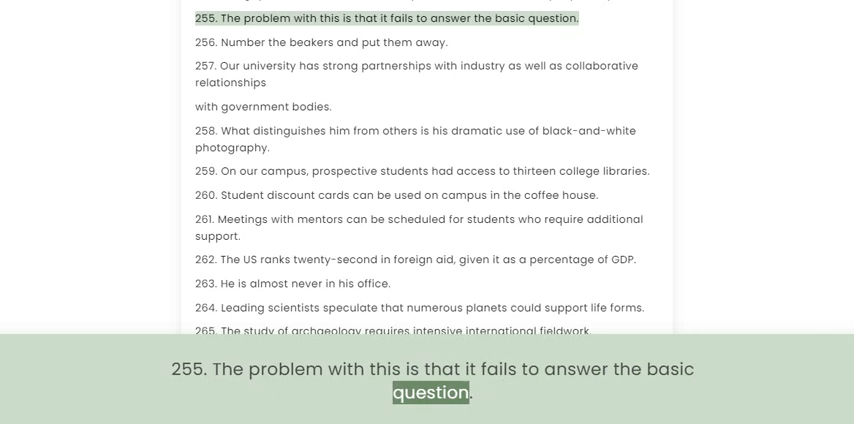 255. The problem with this is that it fails to answer the basic question.
256. Number the beakers and put them away.
257. Our university has strong partnerships with industry as well as collaborative
relationships
with government bodies.
258. What distinguishes him from others is his dramatic use of black-and-white
photography.
259. On our campus, prospective students had access to thirteen college libraries.
260. Student discount cards can be used on campus in the coffee house.
261. Meetings with mentors can be scheduled for students who require additional
support.
262. The US ranks twenty-second in foreign aid, given it as a percentage of GDP.
263. He is almost never in his office.
264. Leading scientists speculate that numerous planets could support life forms.
265. The study of archaeology requires intensive international fieldwork.
255. The problem with this is that it fails to answer the basic
question.